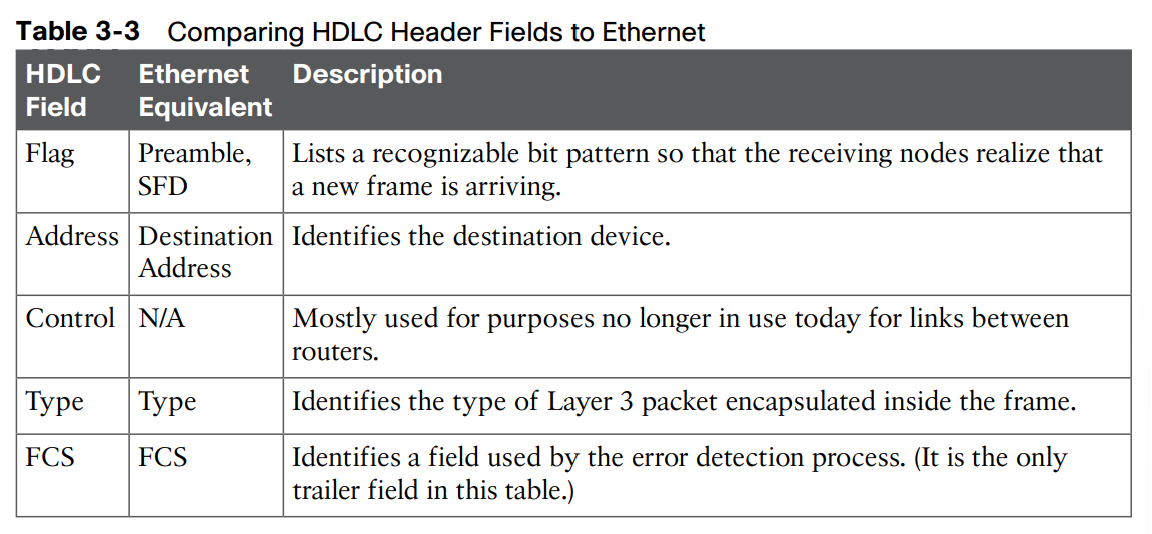 Table 3-3 Comparing HDLC Header Fields to Ethernet
HDLC Field Ethernet Equivalent Description
Flag Preamble, SFD Lists a recognizable bit pattern so that the receiving nodes realize that
a new frame is arriving.
Address Destination Address Identifies the destination device.
Control N/A Mostly used for purposes no longer in use today for links between
routers.
Type Type Identifies the type of Layer 3 packet encapsulated inside the frame.
FCS FCS Identifies a field used by the error detection process. (It is the only
trailer field in this table.)